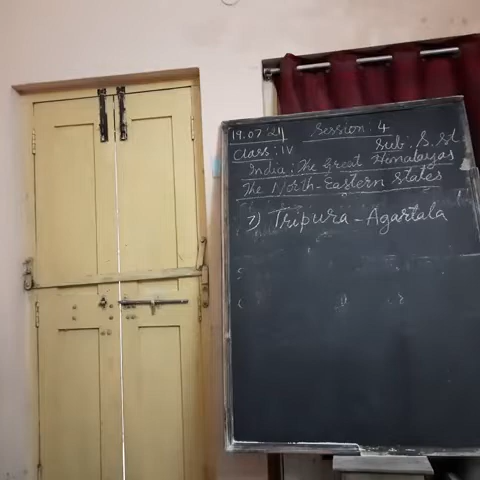 19.07.21 Session : 4
Class : IV Sub : S.st
India : The Great Hemalayas
The North-Eastern States
7) Tripura - Agartala